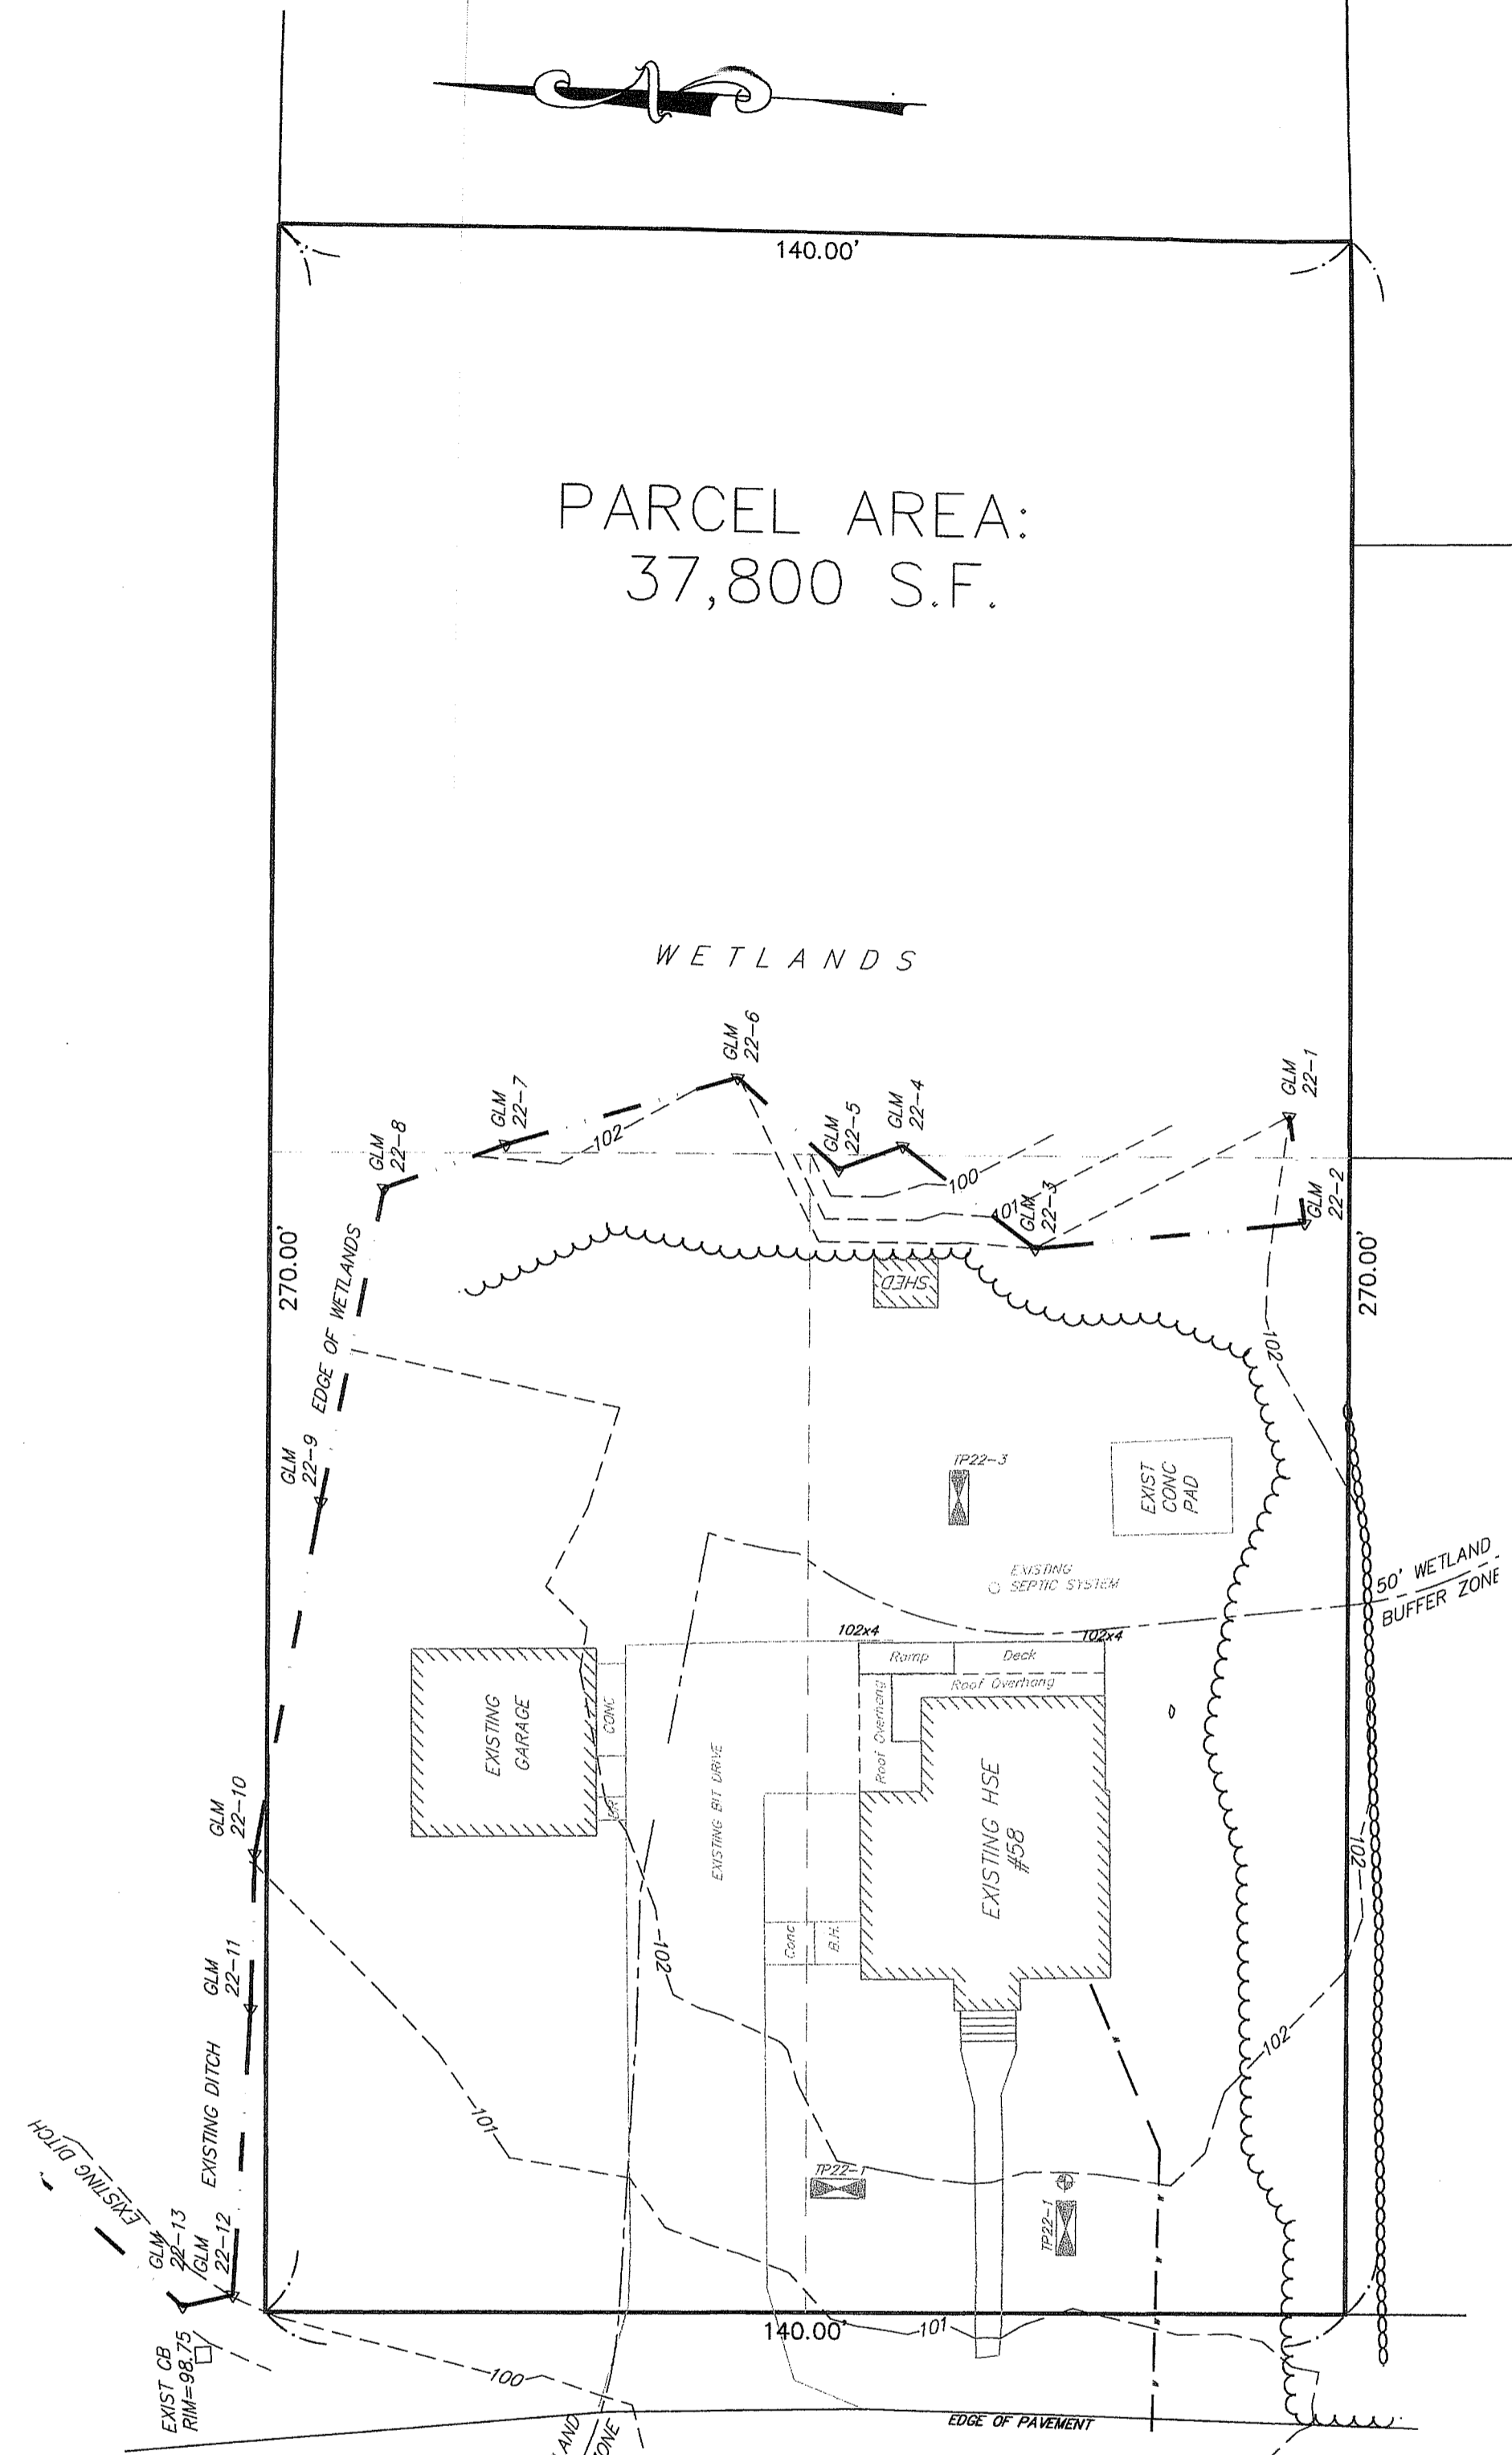 140.00'
PARCEL AREA:
37,800 S.F.
WETLANDS
GLM
22-6
GLM
22-7
GLM
22-8
GLM
22-5
GLM
22-4
GLM
22-1
102
100
101
GLM
22-3
GLM
22-2
270.00'
EDGE OF WETLANDS
SHED
270.00'
102
GLM
22-9
TP22-3
EXIST
CONC
PAD
EXISTING
SEPTIC SYSTEM
50' WETLAND
BUFFER ZONE
102x4
102x4
Ramp
Deck
Roof Overhang
Roof Overhang
EXISTING
GARAGE
CONC
EXISTING BIT DRIVE
EXISTING HSE
#58
GLM
22-10
102
Conc
B.H.
102
GLM
22-11
EXISTING DITCH
102
101
EXISTING DITCH
TP22-1
TP22-1
GLM
22-13
GLM
22-12
140.00'
101
EXIST CB
RIM=98.75
100
EDGE OF PAVEMENT
LAND
ZONE